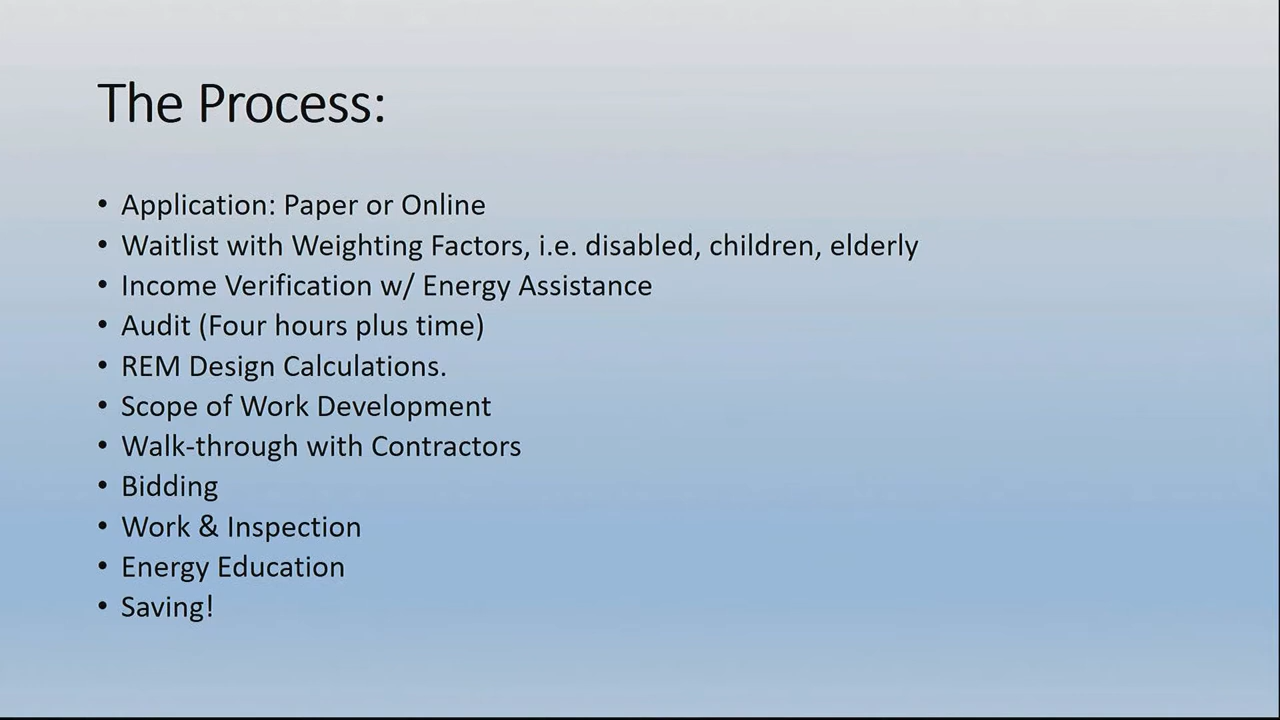 The Process:
• Application: Paper or Online
• Waitlist with Weighting Factors, i.e. disabled, children, elderly
• Income Verification w/ Energy Assistance
• Audit (Four hours plus time)
• REM Design Calculations.
• Scope of Work Development
• Walk-through with Contractors
• Bidding
• Work & Inspection
• Energy Education
• Saving!